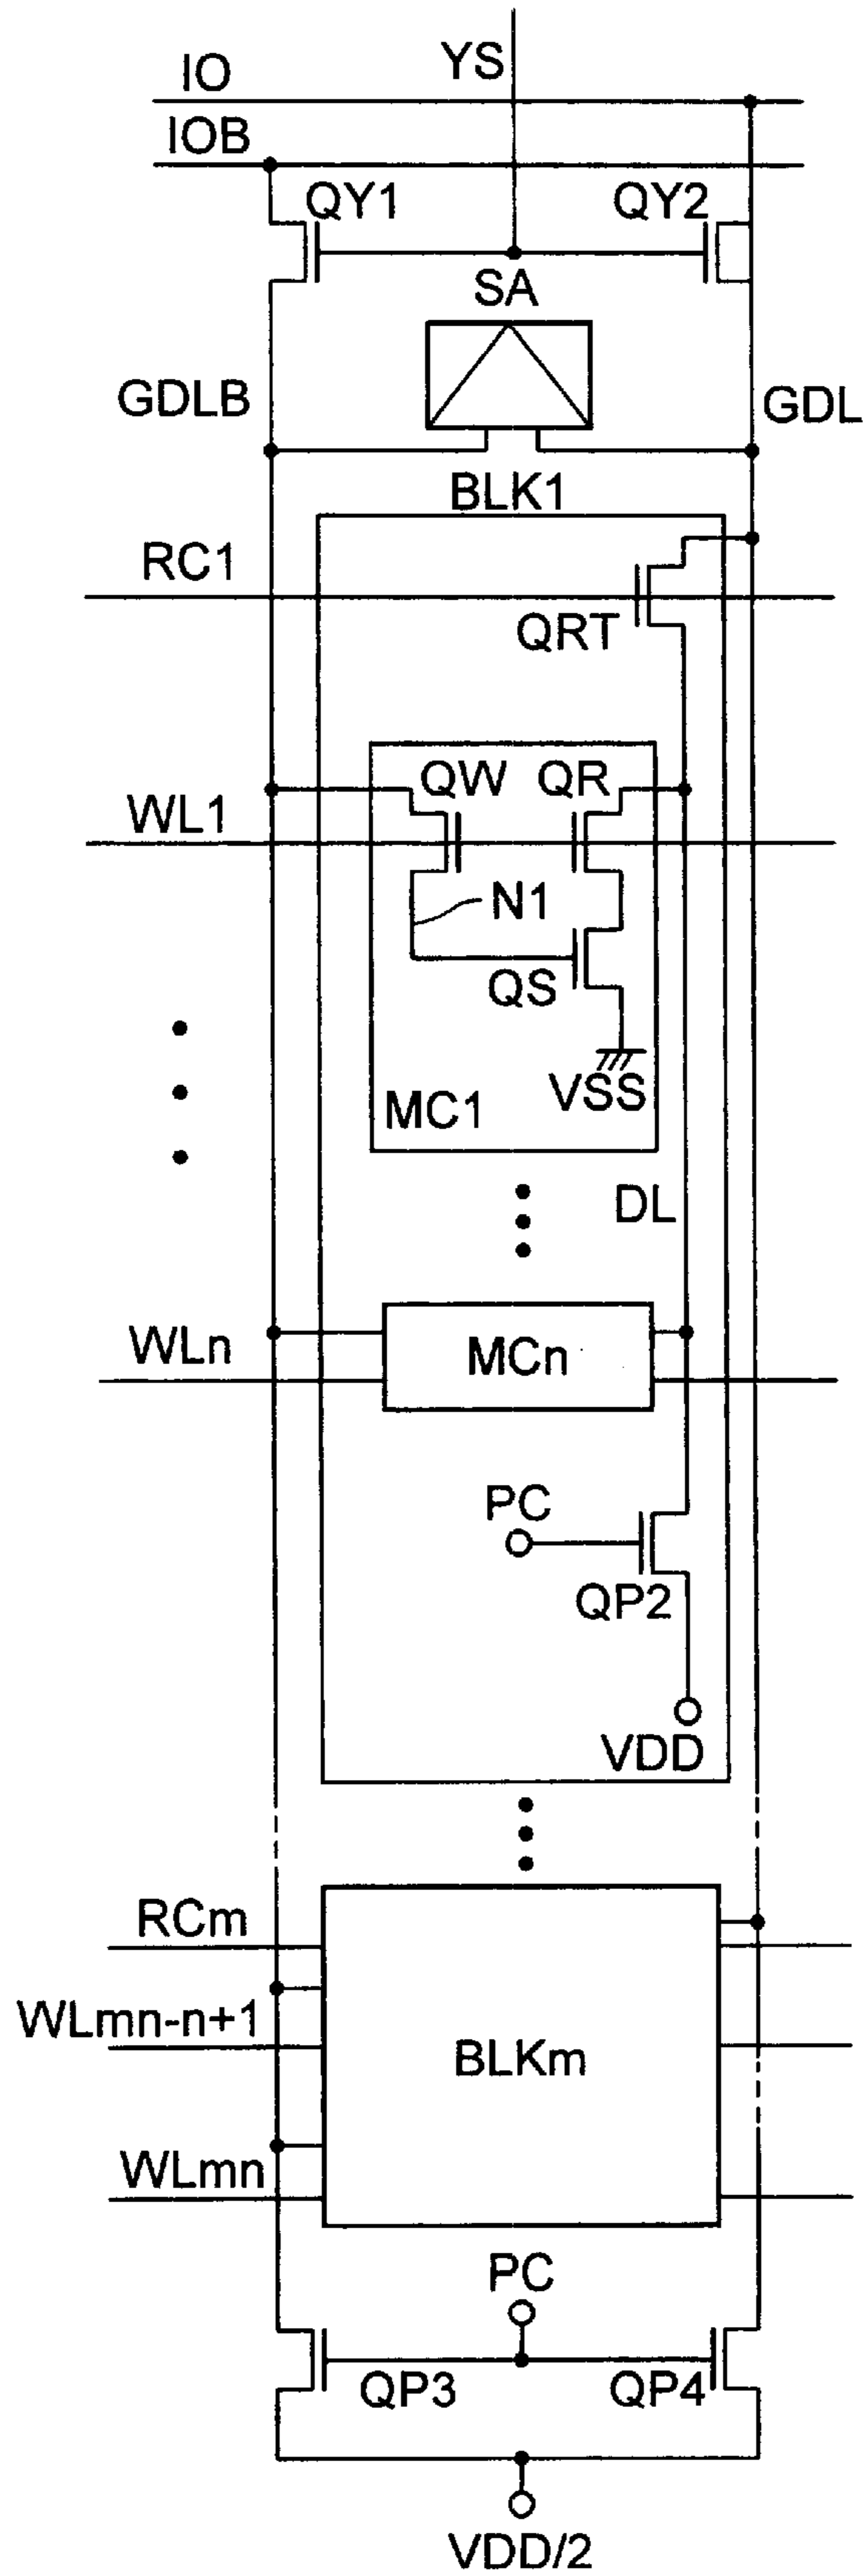 YS
IO
IOB
QY1
QY2
SA
GDLB
GDL
BLK1
RC1
QRT
QW
QR
WL1
N1
QS
VSS
MC1
DL
WLn
MCn
PC
QP2
VDD
RCm
WLmn-n+1
BLKm
WLmn
PC
QP3
QP4
VDD/2